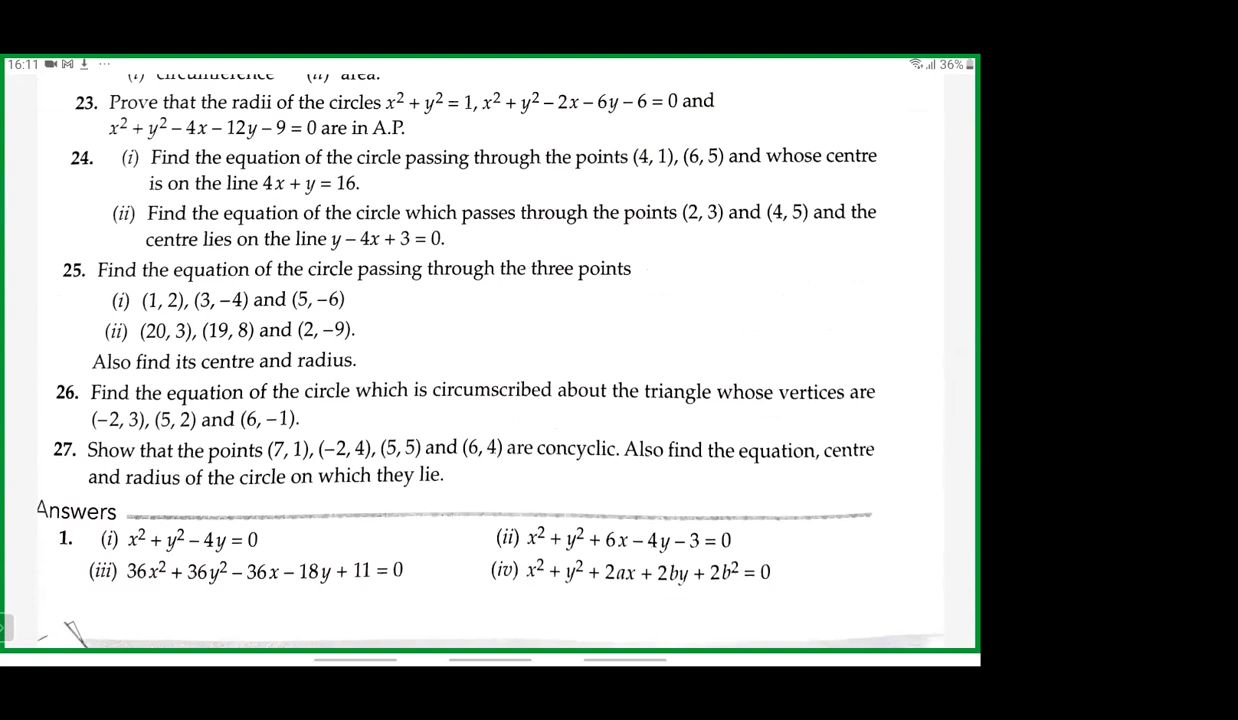 16:11 36%
(i) circumference (ii) area.
23. Prove that the radii of the circles x² + y² = 1, x² + y² – 2x – 6y – 6 = 0 and
x² + y² – 4x – 12y – 9 = 0 are in A.P.
24. (i) Find the equation of the circle passing through the points (4, 1), (6, 5) and whose centre
is on the line 4x + y = 16.
(ii) Find the equation of the circle which passes through the points (2, 3) and (4, 5) and the
centre lies on the line y – 4x + 3 = 0.
25. Find the equation of the circle passing through the three points
(i) (1, 2), (3, –4) and (5, –6)
(ii) (20, 3), (19, 8) and (2, –9).
Also find its centre and radius.
26. Find the equation of the circle which is circumscribed about the triangle whose vertices are
(–2, 3), (5, 2) and (6, –1).
27. Show that the points (7, 1), (–2, 4), (5, 5) and (6, 4) are concyclic. Also find the equation, centre
and radius of the circle on which they lie.
Answers
1. (i) x² + y² – 4y = 0 (ii) x² + y² + 6x – 4y – 3 = 0
(iii) 36x² + 36y² – 36x – 18y + 11 = 0 (iv) x² + y² + 2ax + 2by + 2b² = 0